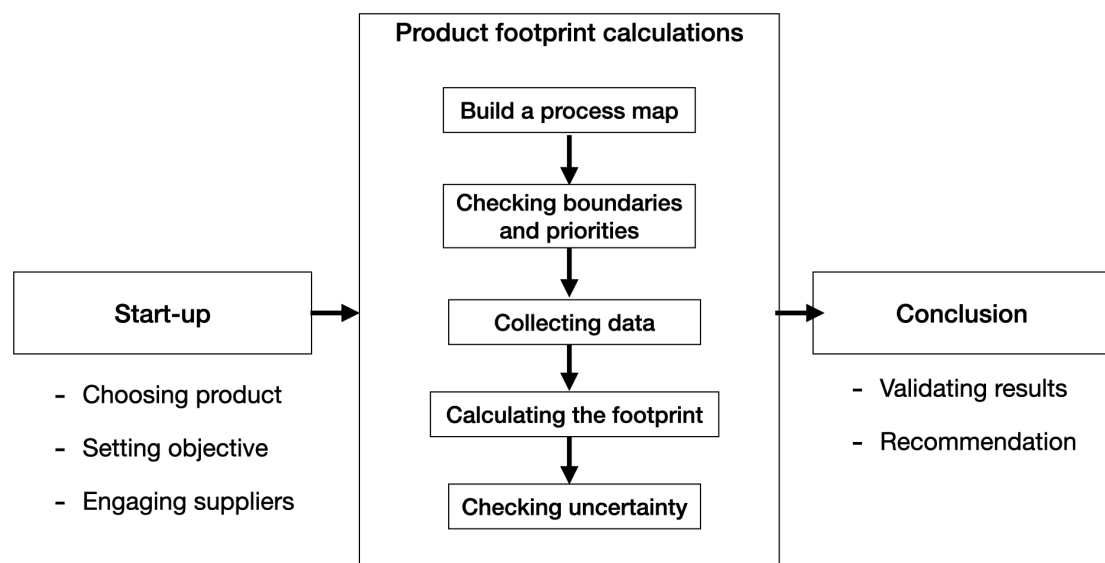 Product footprint calculations
Build a process map
Checking boundaries
and priorities
Collecting data
Calculating the footprint
Checking uncertainty
Start-up
- Choosing product
- Setting objective
- Engaging suppliers
Conclusion
- Validating results
- Recommendation